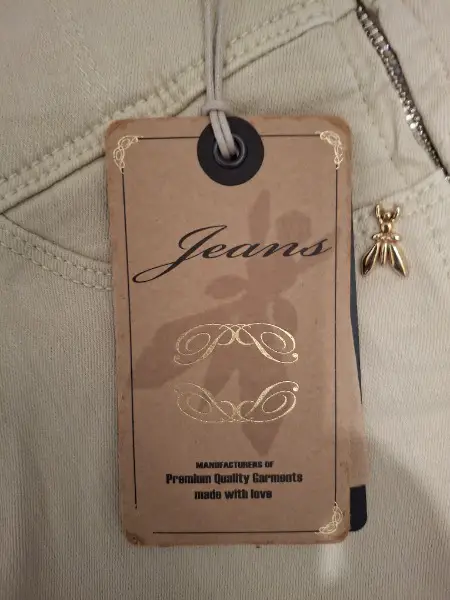 Jeans
MANUFACTURERS OF
Premium Quality Garments
made with love